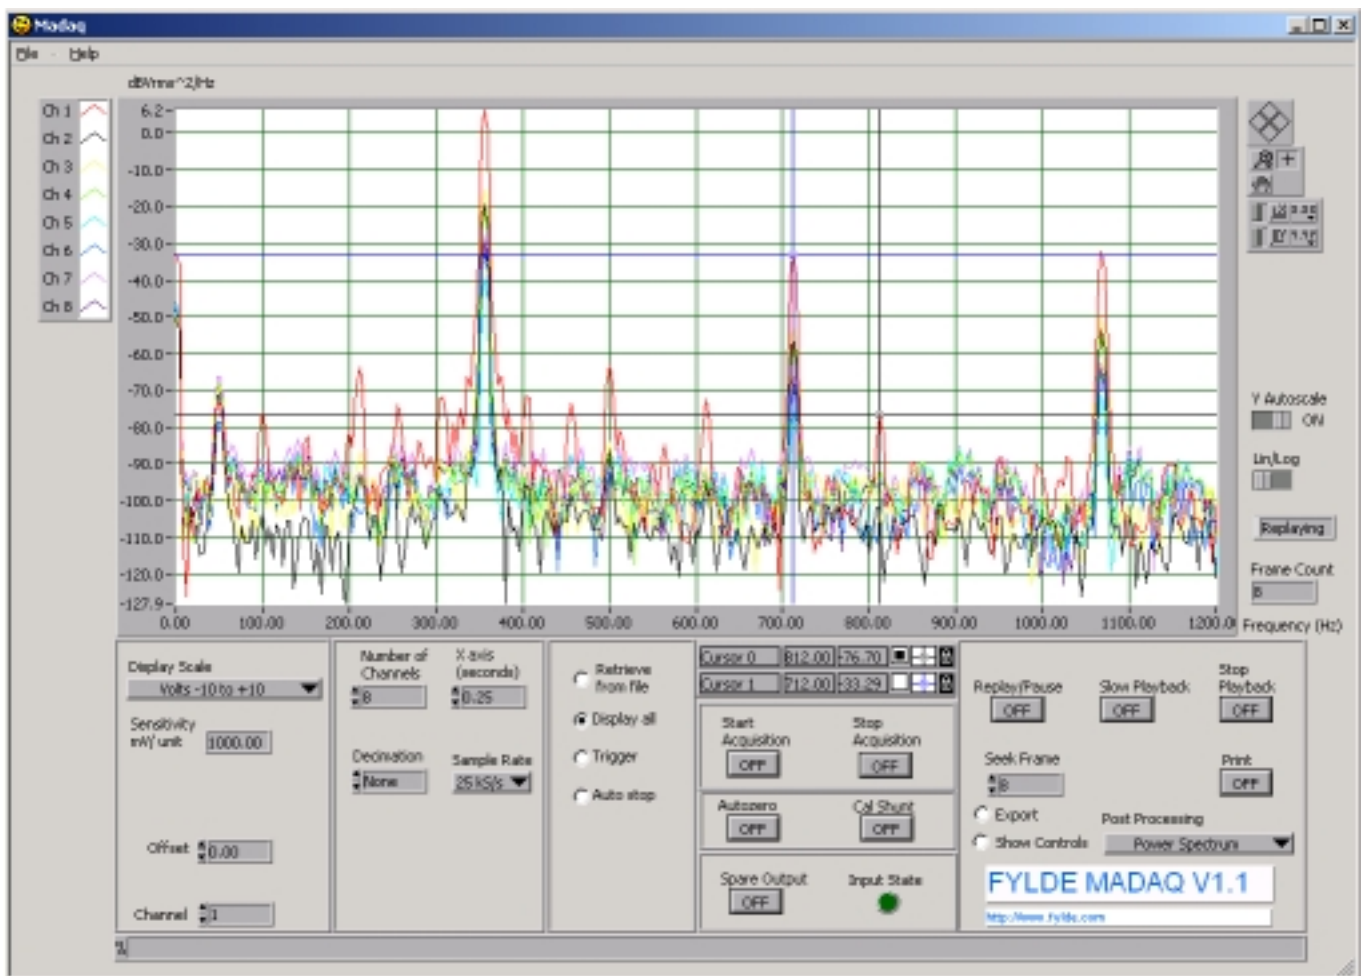 Madaq
File Help
dBVrms^2/Hz
Ch 1
Ch 2
Ch 3
Ch 4
Ch 5
Ch 6
Ch 7
Ch 8
6.2
0.0
-10.0
-20.0
-30.0
-40.0
-50.0
-60.0
-70.0
-80.0
-90.0
-100.0
-110.0
-120.0
-127.9
0.00 100.00 200.00 300.00 400.00 500.00 600.00 700.00 800.00 900.00 1000.00 1100.00 1200.0
Frequency (Hz)
Y Autoscale
ON
Lin/Log
Replaying
Frame Count
8
Display Scale
Volts -10 to +10
Sensitivity
mV/ unit 1000.00
Offset 0.00
Channel 1
Number of
Channels
8
X axis
(seconds)
0.25
Decimation
None
Sample Rate
25 kS/s
Retrieve
from file
Display all
Trigger
Auto stop
Cursor 0 812.00 -76.70
Cursor 1 712.00 -33.29
Start
Acquisition
OFF
Stop
Acquisition
OFF
Autozero
OFF
Cal Shunt
OFF
Spare Output
OFF
Input State
Replay/Pause
OFF
Slow Playback
OFF
Stop
Playback
OFF
Seek Frame
8
Print
OFF
Export
Show Controls
Post Processing
Power Spectrum
FYLDE MADAQ V1.1
http://www.fylde.com